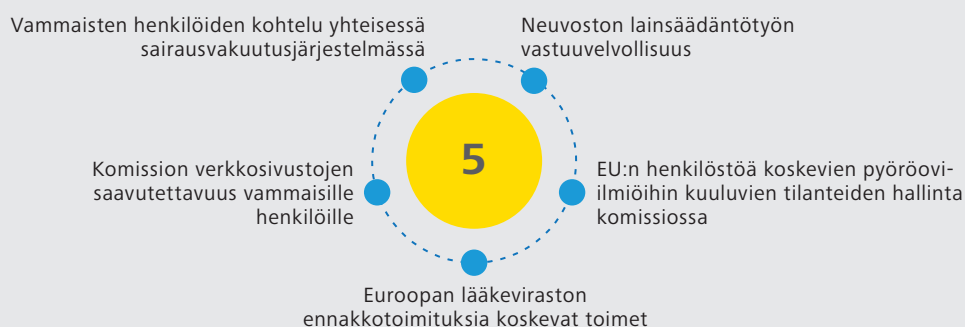 Vammaisten henkilöiden kohtelu yhteisessä
sairausvakuutusjärjestelmässä
Neuvoston lainsäädäntötyön
vastuuvelvollisuus
5
Komission verkkosivustojen
saavutettavuus vammaisille
henkilöille
EU:n henkilöstöä koskevien pyöröovi-
ilmiöihin kuuluvien tilanteiden hallinta
komissiossa
Euroopan lääkeviraston
ennakkotoimituksia koskevat toimet